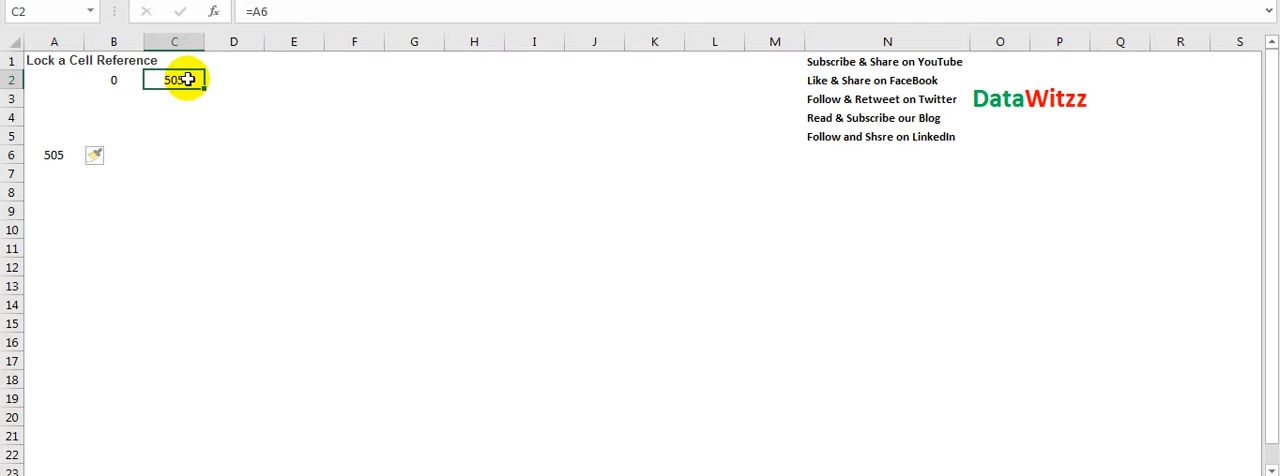 C2 fx =A6
A B C D E F G H I J K L M N O P Q R S
1 Lock a Cell Reference Subscribe & Share on YouTube
2 0 505 Like & Share on FaceBook
3 Follow & Retweet on Twitter DataWitzz
4 Read & Subscribe our Blog
5 Follow and Shsre on LinkedIn
6 505
7
8
9
10
11
12
13
14
15
16
17
18
19
20
21
22
23